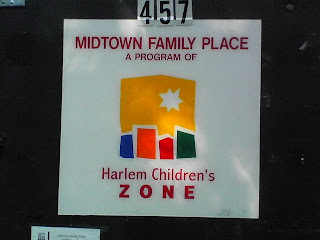 457
MIDTOWN FAMILY PLACE
A PROGRAM OF
Harlem Children's
ZONE